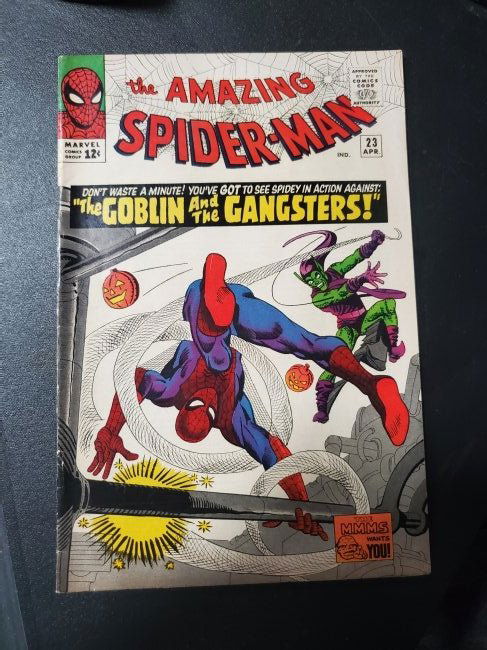 the AMAZING
SPIDER-MAN
APPROVED
BY THE
COMICS
CODE
AUTHORITY
MARVEL
COMICS
GROUP 12¢
IND.
23
APR.
DON'T WASTE A MINUTE! YOU'VE GOT TO SEE SPIDEY IN ACTION AGAINST:
"The GOBLIN And The GANGSTERS!"
THE
MMMS
WANTS
YOU!